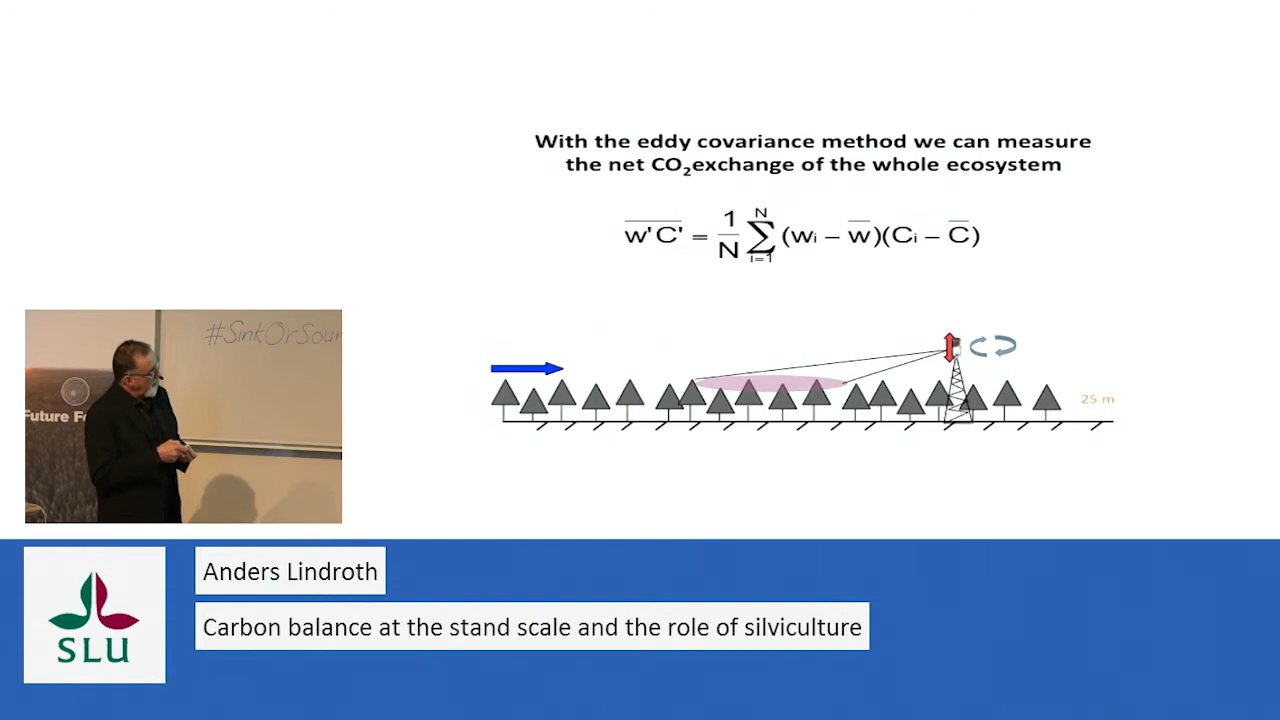 With the eddy covariance method we can measure
the net CO₂exchange of the whole ecosystem
w'C' = 1/N N∑i=1 (wᵢ – w̅)(Cᵢ – C̅)
#SinkOrSour
Future F
25 m
Anders Lindroth
Carbon balance at the stand scale and the role of silviculture
SLU